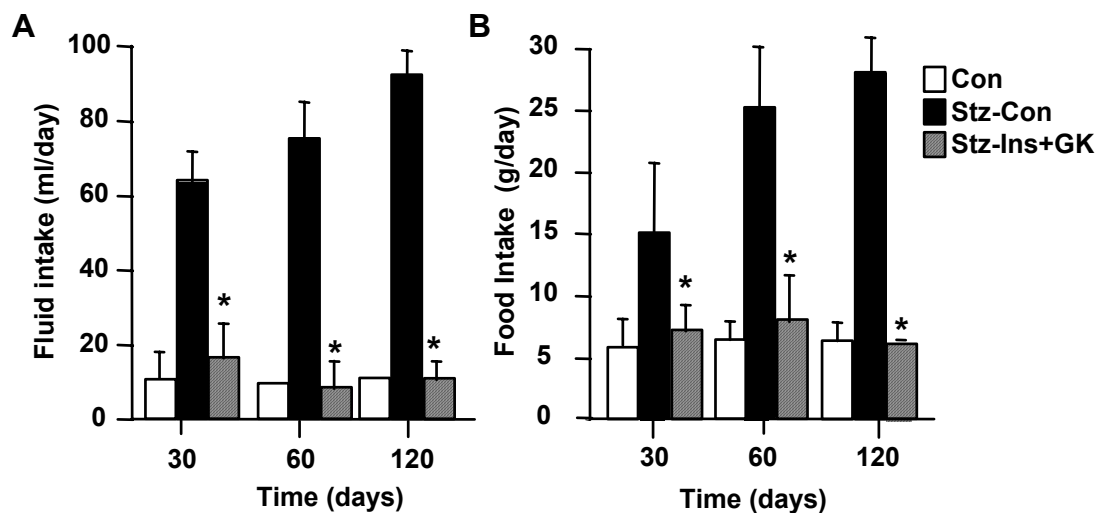 A
Fluid intake (ml/day)
100
80
60
40
20
0
*
*
*
30 60 120
Time (days)
B
Food Intake (g/day)
30
25
20
15
10
5
0
*
*
*
30 60 120
Time (days)
Con
Stz-Con
Stz-Ins+GK